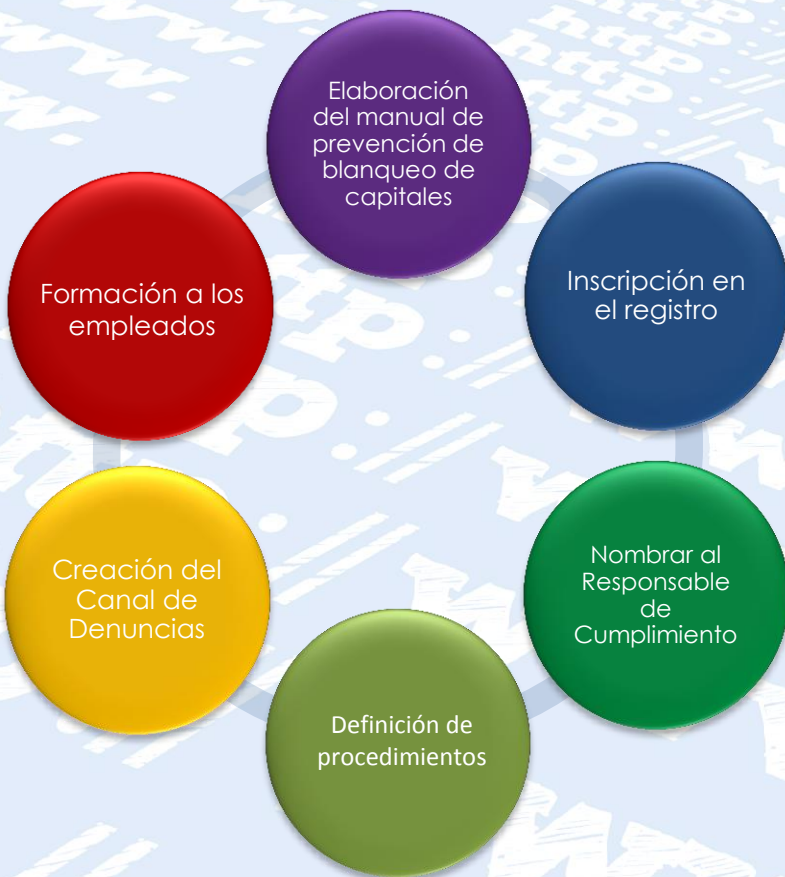 Elaboración
del manual de
prevención de
blanqueo de
capitales
Inscripción en
el registro
Nombrar al
Responsable
de
Cumplimiento
Definición de
procedimientos
Creación del
Canal de
Denuncias
Formación a los
empleados